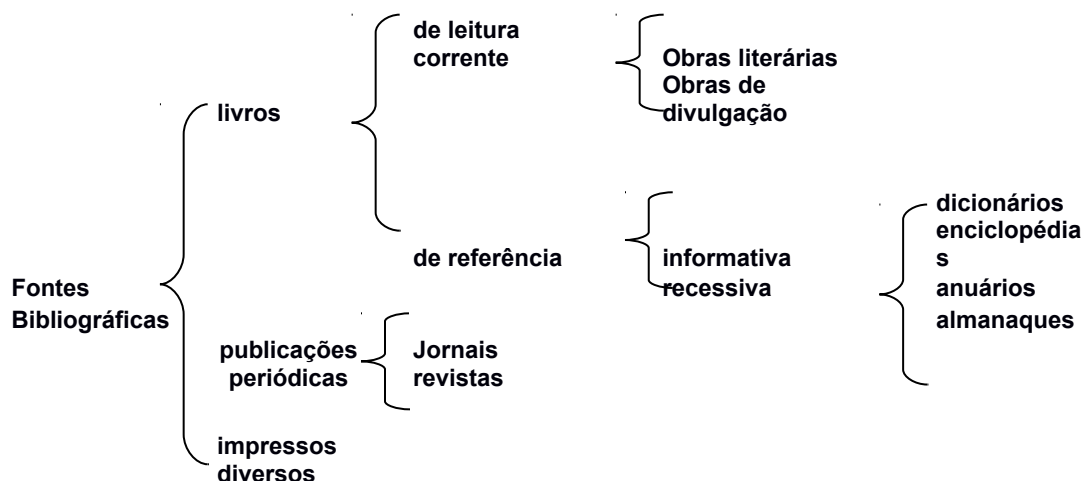 Fontes
Bibliográficas
livros
de leitura
corrente
Obras literárias
Obras de
divulgação
de referência
informativa
recessiva
dicionários
enciclopédia
s
anuários
almanaques
publicações
periódicas
Jornais
revistas
impressos
diversos